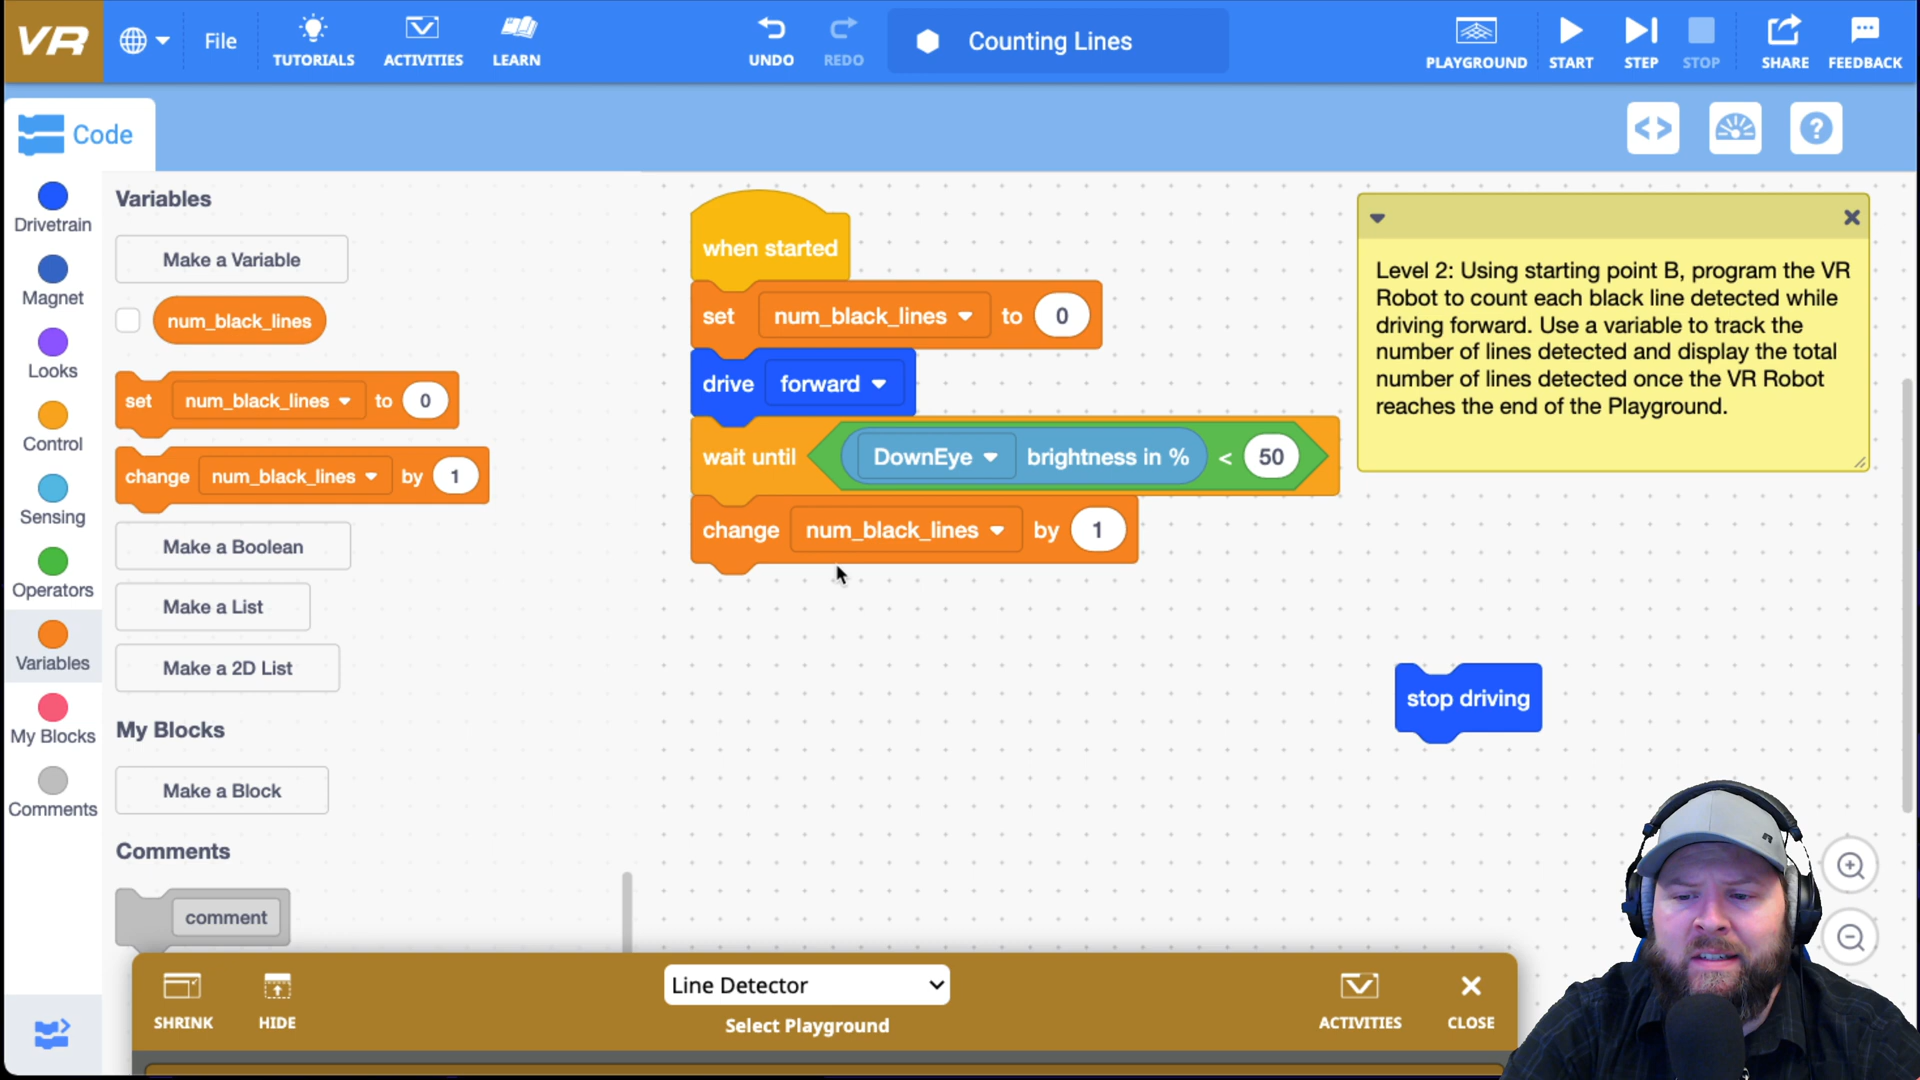 VR
File
TUTORIALS
ACTIVITIES
LEARN
UNDO
REDO
Counting Lines
PLAYGROUND
START
STEP
STOP
SHARE
FEEDBACK
Code
Drivetrain
Magnet
Looks
Control
Sensing
Operators
Variables
My Blocks
Comments
Variables
Make a Variable
num_black_lines
set num_black_lines to 0
change num_black_lines by 1
Make a Boolean
Make a List
Make a 2D List
My Blocks
Make a Block
Comments
comment
when started
set num_black_lines to 0
drive forward
wait until DownEye brightness in % < 50
change num_black_lines by 1
Level 2: Using starting point B, program the VR
Robot to count each black line detected while
driving forward. Use a variable to track the
number of lines detected and display the total
number of lines detected once the VR Robot
reaches the end of the Playground.
stop driving
SHRINK
HIDE
Line Detector
Select Playground
ACTIVITIES
CLOSE